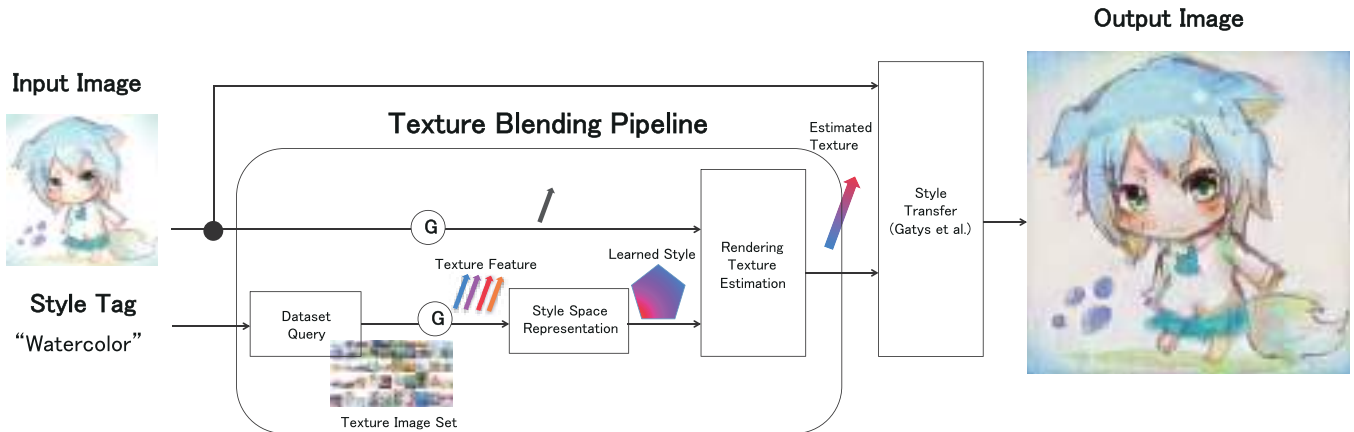 Output Image
Input Image
Texture Blending Pipeline
Estimated
Texture
G
Style
Transfer
(Gatys et al.)
Rendering
Texture
Estimation
Learned Style
Texture Feature
Style Tag
“Watercolor”
Dataset
Query
G
Style Space
Representation
Texture Image Set